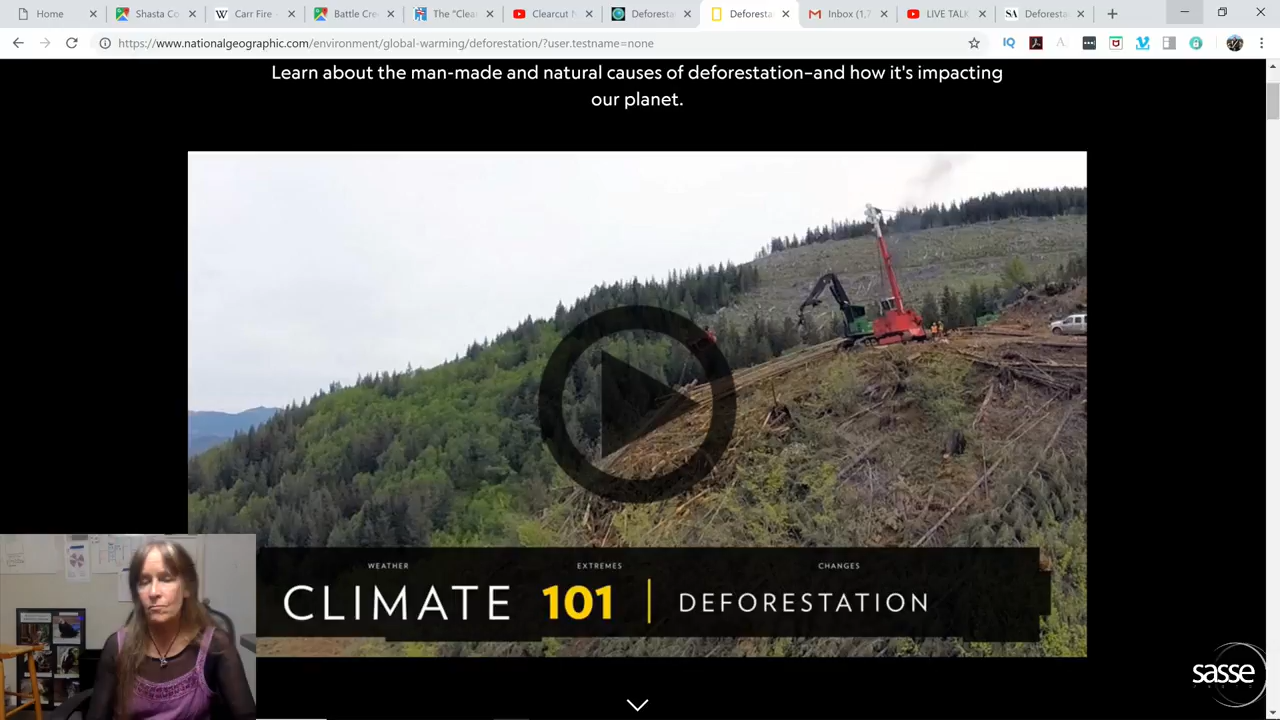 Home
Shasta Co
Carr Fire
Battle Cre
The "Clea
Clearcut
Deforesta
Deforesta
Inbox (1,7
LIVE TALK
Deforesta
https://www.nationalgeographic.com/environment/global-warming/deforestation/?user.testname=none
Learn about the man-made and natural causes of deforestation–and how it's impacting
our planet.
WEATHER EXTREMES CHANGES
CLIMATE 101 | DEFORESTATION
sasse